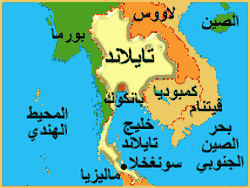 الصين
لاووس
بورما
تايلاند
كمبوديا
بانكوك
فيتنام
المحيط
الهندي
خليج
تايلاند
بحر
الصين
الجنوبي
سونغخلا
ماليزيا